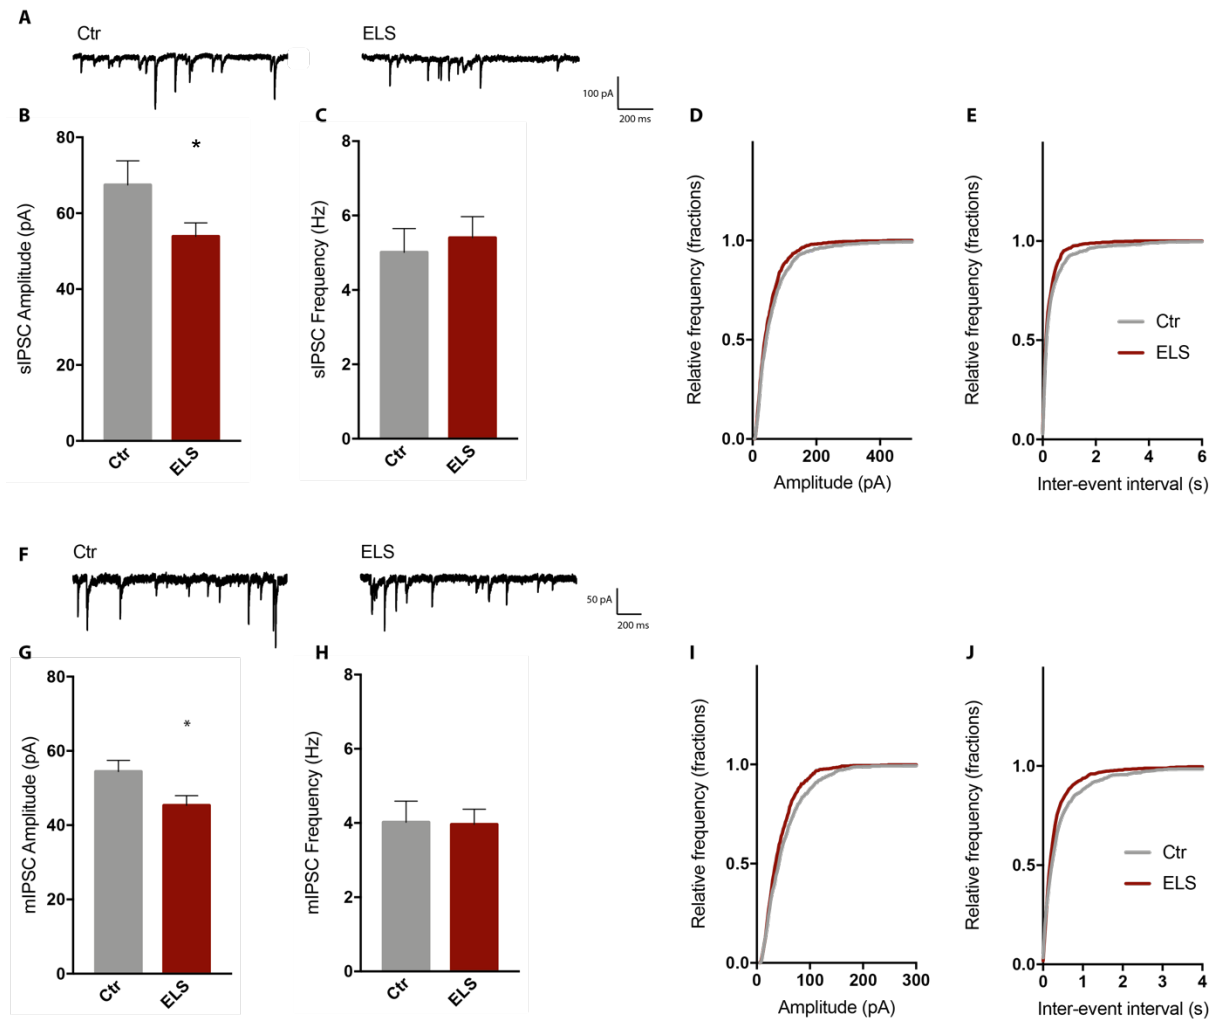 A
Ctr
ELS
100 pA
200 ms
B
sIPSC Amplitude (pA)
80
60
40
20
0
Ctr
ELS
*
C
sIPSC Frequency (Hz)
8
6
4
2
0
Ctr
ELS
D
Relative frequency (fractions)
1.0
0.5
0.0
0
200
400
Amplitude (pA)
E
Relative frequency (fractions)
1.0
0.5
0.0
0
2
4
6
Inter-event interval (s)
Ctr
ELS
F
Ctr
ELS
50 pA
200 ms
G
mIPSC Amplitude (pA)
80
60
40
20
0
Ctr
ELS
*
H
mIPSC Frequency (Hz)
8
6
4
2
0
Ctr
ELS
I
Relative frequency (fractions)
1.0
0.5
0.0
0
100
200
300
Amplitude (pA)
J
Relative frequency (fractions)
1.0
0.5
0.0
0
1
2
3
4
Inter-event interval (s)
Ctr
ELS